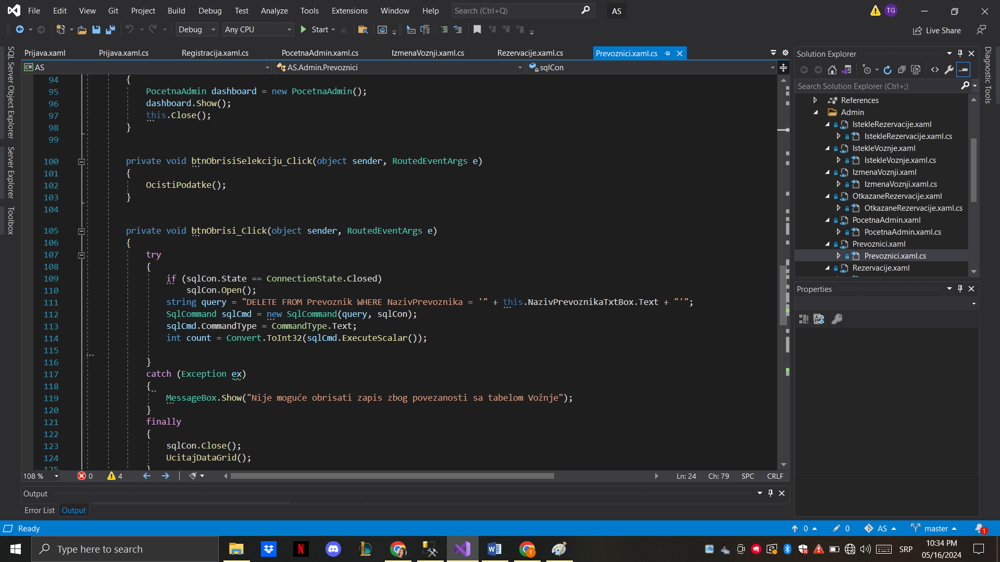 File Edit View Git Project Build Debug Test Analyze Tools Extensions Window Help Search (Ctrl+Q) AS TG
Debug Any CPU Start Live Share
SQL Server Object Explorer
Server Explorer
Toolbox
Prijava.xaml Prijava.xaml.cs Registracija.xaml.cs PocetnaAdmin.xaml.cs IzmenaVoznji.xaml.cs Rezervacije.xaml.cs Prevoznici.xaml.cs
C# AS AS.Admin.Prevoznici sqlCon
94 {
95 PocetnaAdmin dashboard = new PocetnaAdmin();
96 dashboard.Show();
97 this.Close();
98 }
99
100 private void btnObrisiSelekciju_Click(object sender, RoutedEventArgs e)
101 {
102 OcistiPodatke();
103 }
104
105 private void btnObrisi_Click(object sender, RoutedEventArgs e)
106 {
107 try
108 {
109 if (sqlCon.State == ConnectionState.Closed)
110 sqlCon.Open();
111 string query = "DELETE FROM Prevoznik WHERE NazivPrevoznika = '" + this.NazivPrevoznikaTxtBox.Text + "'";
112 SqlCommand sqlCmd = new SqlCommand(query, sqlCon);
113 sqlCmd.CommandType = CommandType.Text;
114 int count = Convert.ToInt32(sqlCmd.ExecuteScalar());
115
116 }
117 catch (Exception ex)
118 {
119 MessageBox.Show("Nije moguće obrisati zapis zbog povezanosti sa tabelom Vožnje");
120 }
121 finally
122 {
123 sqlCon.Close();
124 UcitajDataGrid();
125 }
108 % 0 4 Ln: 24 Ch: 79 SPC CRLF
Output
Error List Output
Solution Explorer
Search Solution Explorer (Ctrl+;)
References
Admin
IstekleRezervacije.xaml
IstekleRezervacije.xaml.cs
IstekleVoznje.xaml
IstekleVoznje.xaml.cs
IzmenaVoznji.xaml
IzmenaVoznji.xaml.cs
OtkazaneRezervacije.xaml
OtkazaneRezervacije.xaml.cs
PocetnaAdmin.xaml
PocetnaAdmin.xaml.cs
Prevoznici.xaml
Prevoznici.xaml.cs
Rezervacije.xaml
Properties
Diagnostic Tools
Ready 0 0 AS master 1
Type here to search SRP 10:34 PM
05/16/2024